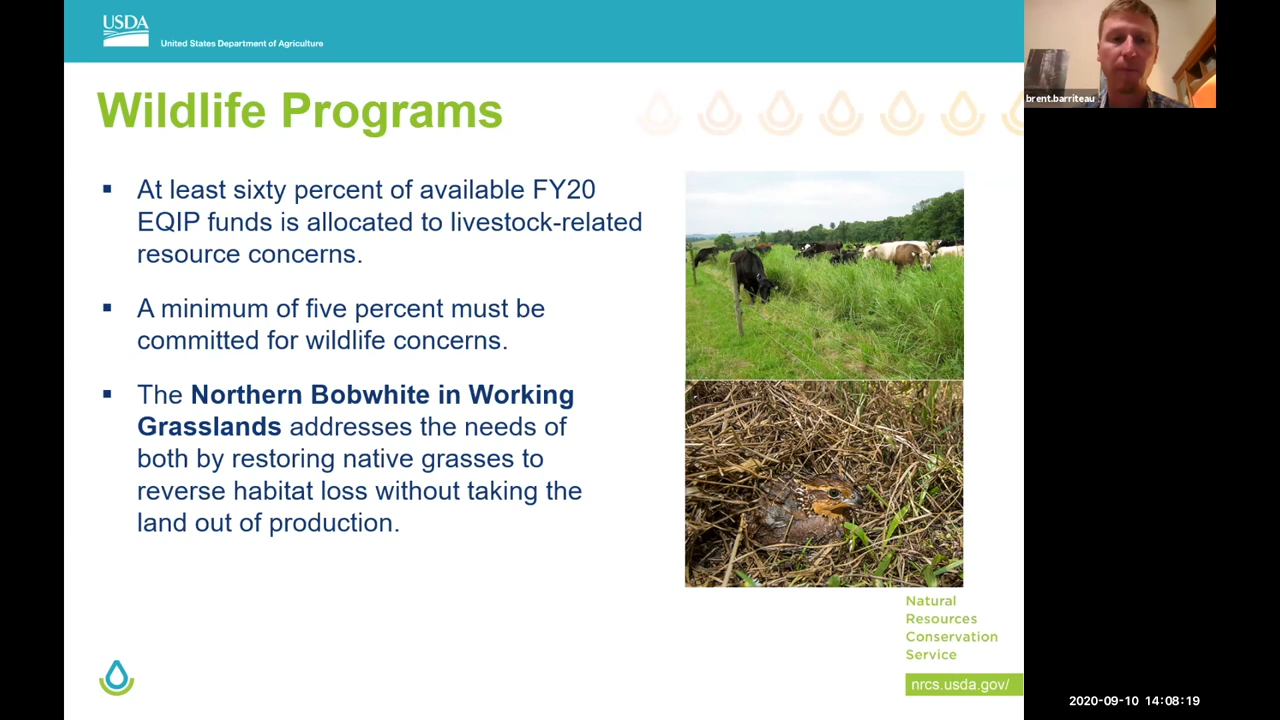 USDA
United States Department of Agriculture
brent.barriteau
Wildlife Programs
At least sixty percent of available FY20
EQIP funds is allocated to livestock-related
resource concerns.
A minimum of five percent must be
committed for wildlife concerns.
The Northern Bobwhite in Working
Grasslands addresses the needs of
both by restoring native grasses to
reverse habitat loss without taking the
land out of production.
Natural
Resources
Conservation
Service
nrcs.usda.gov/
2020-09-10 14:08:19